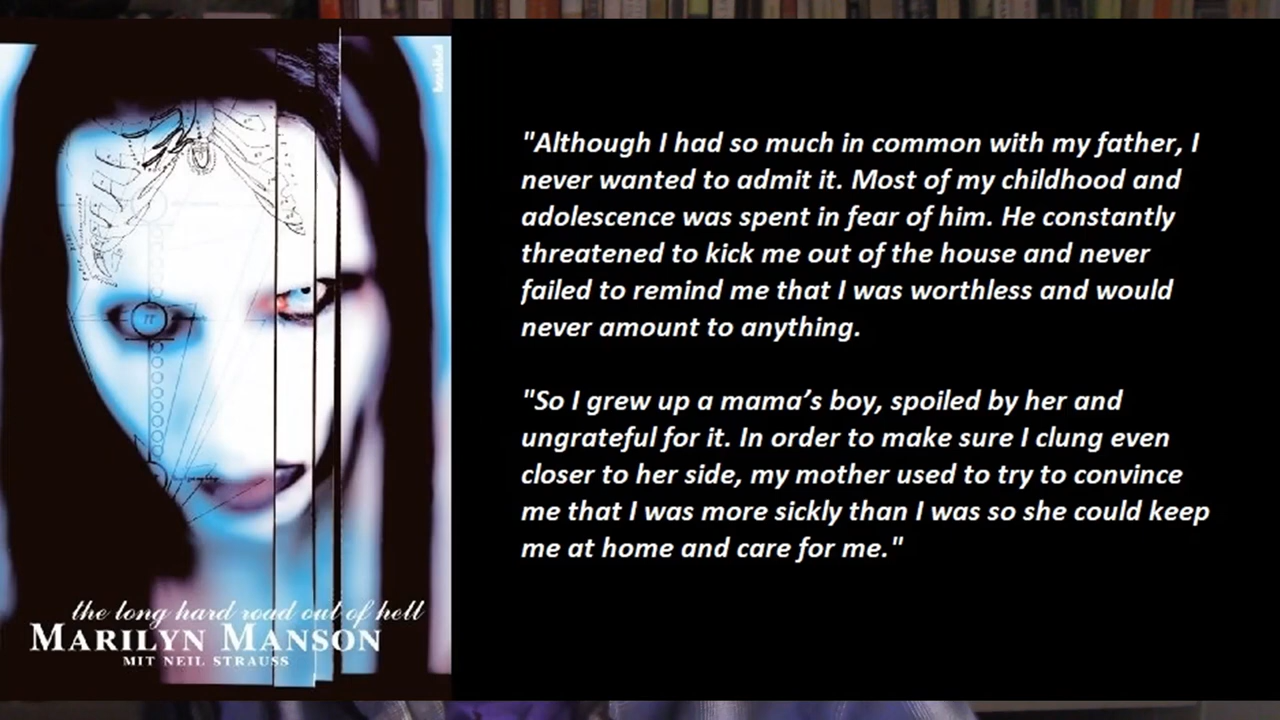 the long hard road out of hell
MARILYN MANSON
MIT NEIL STRAUSS
"Although I had so much in common with my father, I
never wanted to admit it. Most of my childhood and
adolescence was spent in fear of him. He constantly
threatened to kick me out of the house and never
failed to remind me that I was worthless and would
never amount to anything.
"So I grew up a mama’s boy, spoiled by her and
ungrateful for it. In order to make sure I clung even
closer to her side, my mother used to try to convince
me that I was more sickly than I was so she could keep
me at home and care for me."